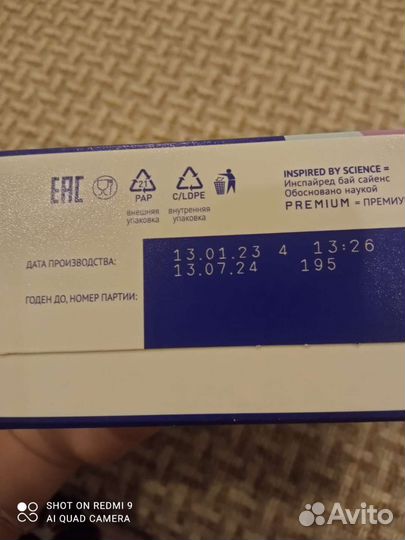 EAC
21
PAP
C/LDPE
внешняя
упаковка
внутренняя
упаковка
INSPIRED BY SCIENCE =
Инспайред бай сайенс
Обосновано наукой
PREMIUM = ПРЕМИУ
ДАТА ПРОИЗВОДСТВА:
13.01.23 4 13:26
ГОДЕН ДО, НОМЕР ПАРТИИ:
13.07.24 195
SHOT ON REDMI 9
AI QUAD CAMERA
Avito